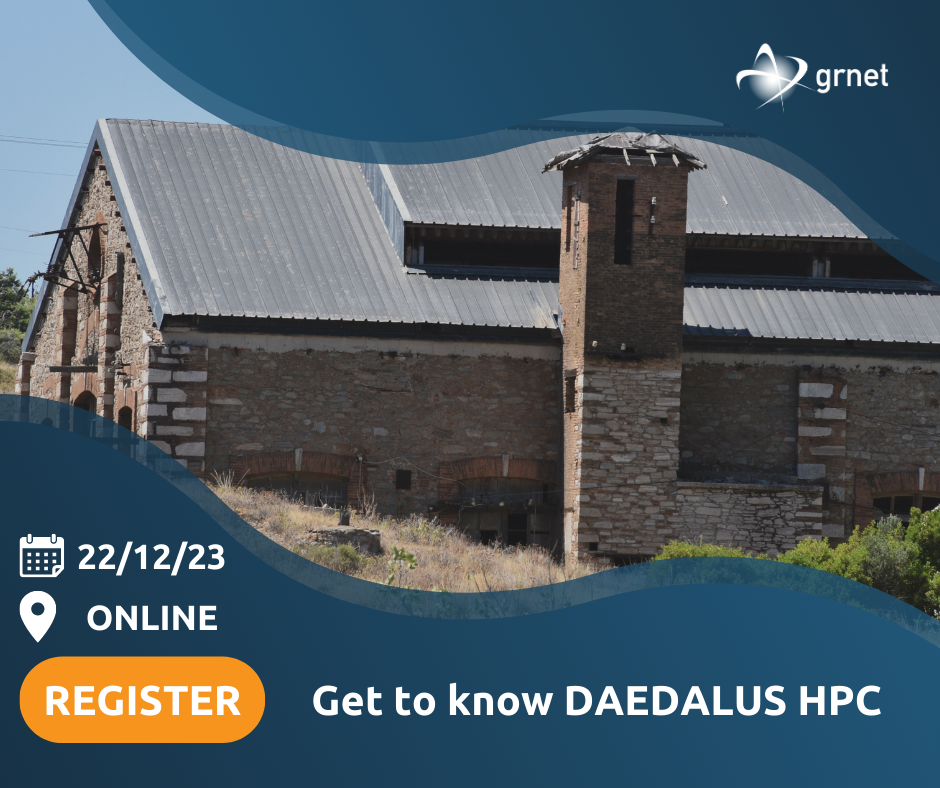 grnet
22/12/23
ONLINE
REGISTER
Get to know DAEDALUS HPC